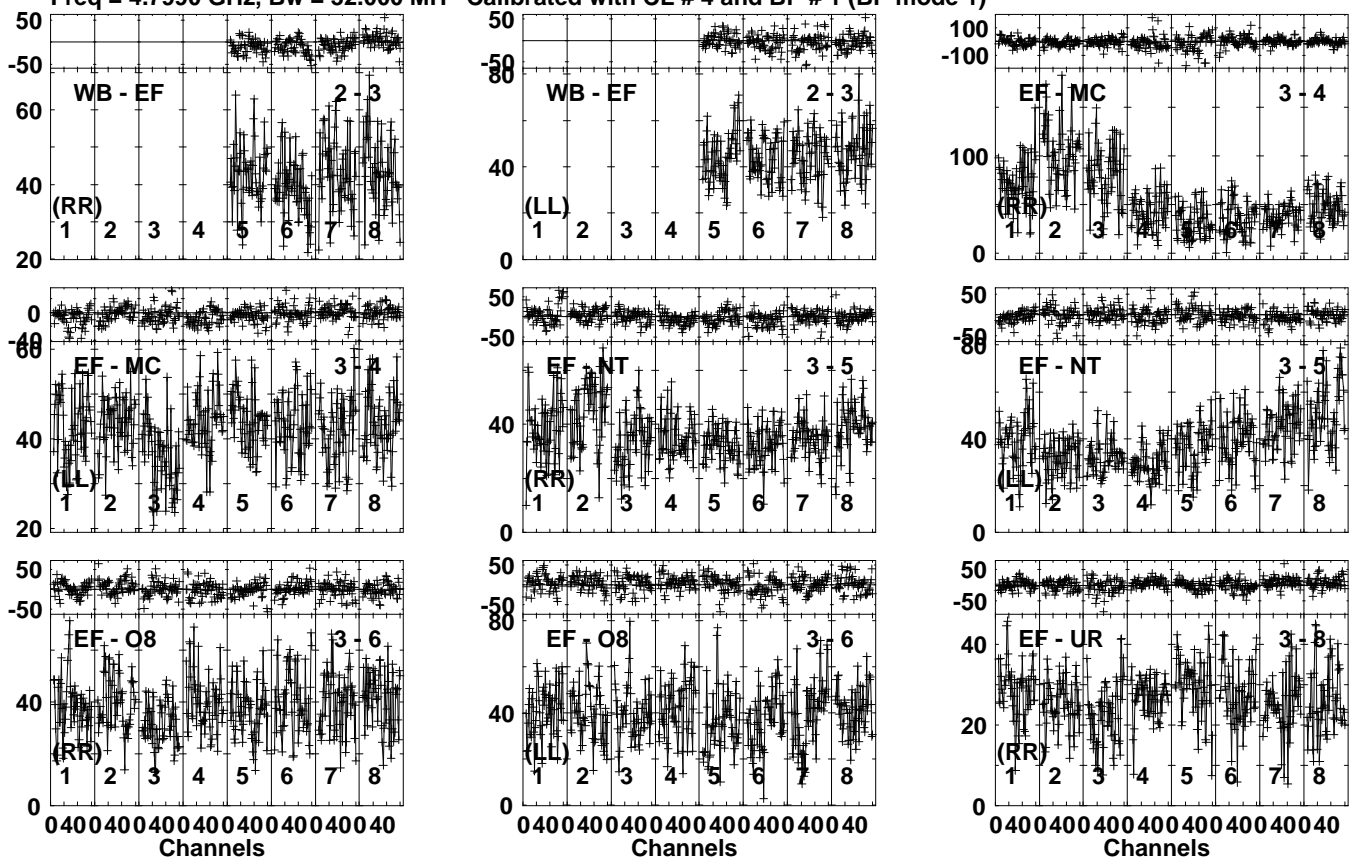 Freq = 4.7990 GHz, Bw = 32.000 MH Calibrated with CL # 4 and BP # 1 (BP mode 1)
50
-50
WB - EF 2 - 3
60
40
20
(RR)
1 2 3 4 5 6 7 8
50
-50
80
WB - EF 2 - 3
40
0
(LL)
1 2 3 4 5 6 7 8
100
-100
EF - MC 3 - 4
100
0
(RR)
1 2 3 4 5 6 7 8
0
-40
60
EF - MC 3 - 4
40
20
(LL)
1 2 3 4 5 6 7 8
50
-50
EF - NT 3 - 5
40
0
(RR)
1 2 3 4 5 6 7 8
50
-50
80
EF - NT 3 - 5
40
0
(LL)
1 2 3 4 5 6 7 8
50
-50
EF - O8 3 - 6
40
0
(RR)
1 2 3 4 5 6 7 8
0 40 0 40 0 40 0 40 0 40 0 40 0 40 0 40
Channels
50
-50
80
EF - O8 3 - 6
40
0
(LL)
1 2 3 4 5 6 7 8
0 40 0 40 0 40 0 40 0 40 0 40 0 40 0 40
Channels
50
-50
EF - UR 3 - 8
40
20
0
(RR)
1 2 3 4 5 6 7 8
0 40 0 40 0 40 0 40 0 40 0 40 0 40 0 40
Channels